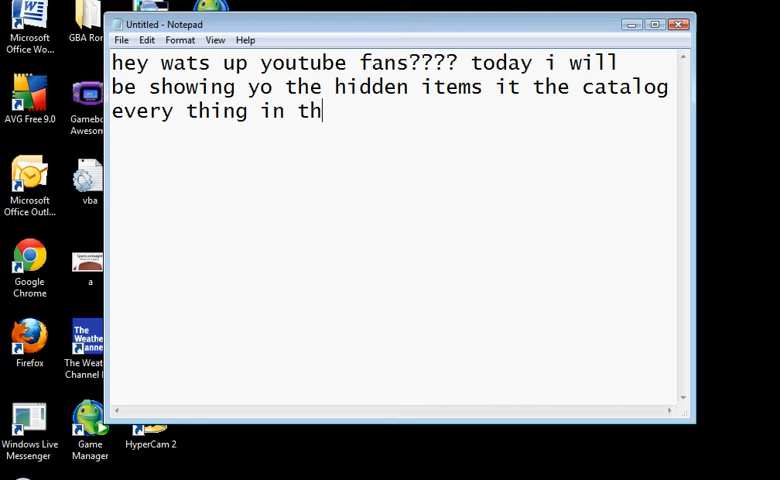 Untitled - Notepad
File Edit Format View Help
hey wats up youtube fans???? today i will
be showing yo the hidden items it the catalog
every thing in th
Microsoft Office Wo...
GBA Ror
AVG Free 9.0
Gameb
Awesom
Microsoft Office Outl...
vba
Google Chrome
a
Firefox
The Weat
Channel
Windows Live Messenger
Game Manager
HyperCam 2